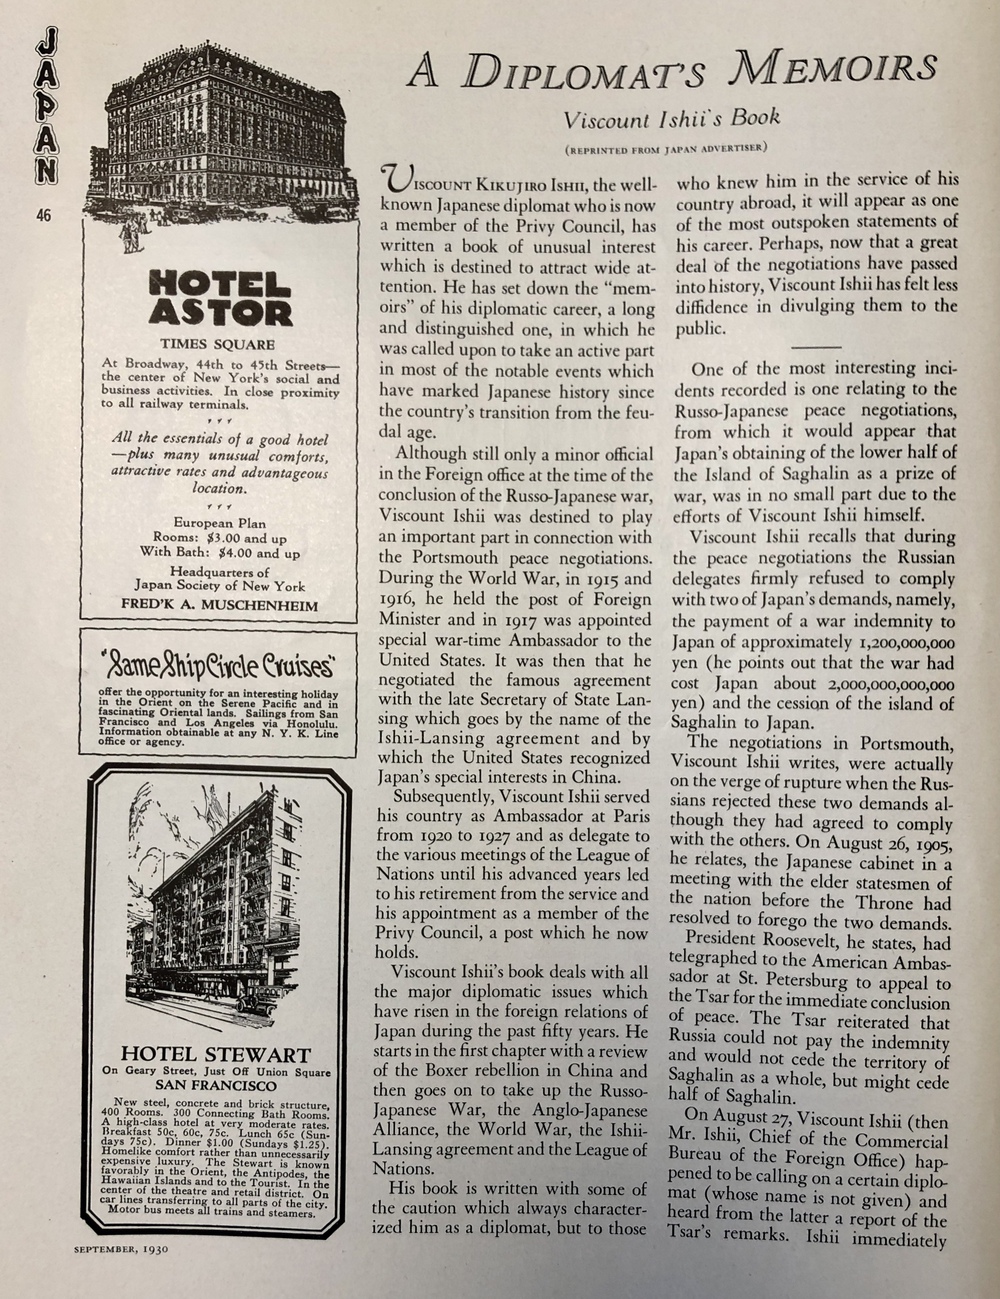 JAPAN
46
HOTEL
ASTOR
TIMES SQUARE
At Broadway, 44th to 45th Streets—
the center of New York's social and
business activities. In close proximity
to all railway terminals.
All the essentials of a good hotel
—plus many unusual comforts,
attractive rates and advantageous
location.
European Plan
Rooms: $3.00 and up
With Bath: $4.00 and up
Headquarters of
Japan Society of New York
FRED'K A. MUSCHENHEIM
"Same Ship Circle Cruises"
offer the opportunity for an interesting holiday
in the Orient on the Serene Pacific and in
fascinating Oriental lands. Sailings from San
Francisco and Los Angeles via Honolulu.
Information obtainable at any N. Y. K. Line
office or agency.
HOTEL STEWART
On Geary Street, Just Off Union Square
SAN FRANCISCO
New steel, concrete and brick structure,
400 Rooms. 300 Connecting Bath Rooms.
A high-class hotel at very moderate rates.
Breakfast 50c, 60c, 75c. Lunch 65c (Sun-
days 75c). Dinner $1.00 (Sundays $1.25).
Homelike comfort rather than unnecessarily
expensive luxury. The Stewart is known
favorably in the Orient, the Antipodes, the
Hawaiian Islands and to the Tourist. In the
center of the theatre and retail district. On
car lines transferring to all parts of the city.
Motor bus meets all trains and steamers.
SEPTEMBER, 1930
A DIPLOMAT'S MEMOIRS
Viscount Ishii's Book
(REPRINTED FROM JAPAN ADVERTISER)
VISCOUNT KIKUJIRO ISHII, the well-
known Japanese diplomat who is now
a member of the Privy Council, has
written a book of unusual interest
which is destined to attract wide at-
tention. He has set down the "mem-
oirs" of his diplomatic career, a long
and distinguished one, in which he
was called upon to take an active part
in most of the notable events which
have marked Japanese history since
the country's transition from the feu-
dal age.
Although still only a minor official
in the Foreign office at the time of the
conclusion of the Russo-Japanese war,
Viscount Ishii was destined to play
an important part in connection with
the Portsmouth peace negotiations.
During the World War, in 1915 and
1916, he held the post of Foreign
Minister and in 1917 was appointed
special war-time Ambassador to the
United States. It was then that he
negotiated the famous agreement
with the late Secretary of State Lan-
sing which goes by the name of the
Ishii-Lansing agreement and by
which the United States recognized
Japan's special interests in China.
Subsequently, Viscount Ishii served
his country as Ambassador at Paris
from 1920 to 1927 and as delegate to
the various meetings of the League of
Nations until his advanced years led
to his retirement from the service and
his appointment as a member of the
Privy Council, a post which he now
holds.
Viscount Ishii's book deals with all
the major diplomatic issues which
have risen in the foreign relations of
Japan during the past fifty years. He
starts in the first chapter with a review
of the Boxer rebellion in China and
then goes on to take up the Russo-
Japanese War, the Anglo-Japanese
Alliance, the World War, the Ishii-
Lansing agreement and the League of
Nations.
His book is written with some of
the caution which always character-
ized him as a diplomat, but to those
who knew him in the service of his
country abroad, it will appear as one
of the most outspoken statements of
his career. Perhaps, now that a great
deal of the negotiations have passed
into history, Viscount Ishii has felt less
diffidence in divulging them to the
public.
One of the most interesting inci-
dents recorded is one relating to the
Russo-Japanese peace negotiations,
from which it would appear that
Japan's obtaining of the lower half of
the Island of Saghalin as a prize of
war, was in no small part due to the
efforts of Viscount Ishii himself.
Viscount Ishii recalls that during
the peace negotiations the Russian
delegates firmly refused to comply
with two of Japan's demands, namely,
the payment of a war indemnity to
Japan of approximately 1,200,000,000
yen (he points out that the war had
cost Japan about 2,000,000,000,000
yen) and the cession of the island of
Saghalin to Japan.
The negotiations in Portsmouth,
Viscount Ishii writes, were actually
on the verge of rupture when the Rus-
sians rejected these two demands al-
though they had agreed to comply
with the others. On August 26, 1905,
he relates, the Japanese cabinet in a
meeting with the elder statesmen of
the nation before the Throne had
resolved to forego the two demands.
President Roosevelt, he states, had
telegraphed to the American Ambas-
sador at St. Petersburg to appeal to
the Tsar for the immediate conclusion
of peace. The Tsar reiterated that
Russia could not pay the indemnity
and would not cede the territory of
Saghalin as a whole, but might cede
half of Saghalin.
On August 27, Viscount Ishii (then
Mr. Ishii, Chief of the Commercial
Bureau of the Foreign Office) hap-
pened to be calling on a certain diplo-
mat (whose name is not given) and
heard from the latter a report of the
Tsar's remarks. Ishii immediately